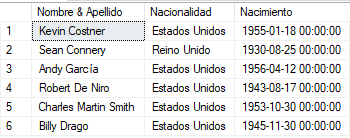 Nombre & Apellido Nacionalidad Nacimiento
1 Kevin Costner Estados Unidos 1955-01-18 00:00:00
2 Sean Connery Reino Unido 1930-08-25 00:00:00
3 Andy García Estados Unidos 1956-04-12 00:00:00
4 Robert De Niro Estados Unidos 1943-08-17 00:00:00
5 Charles Martin Smith Estados Unidos 1953-10-30 00:00:00
6 Billy Drago Estados Unidos 1945-11-30 00:00:00